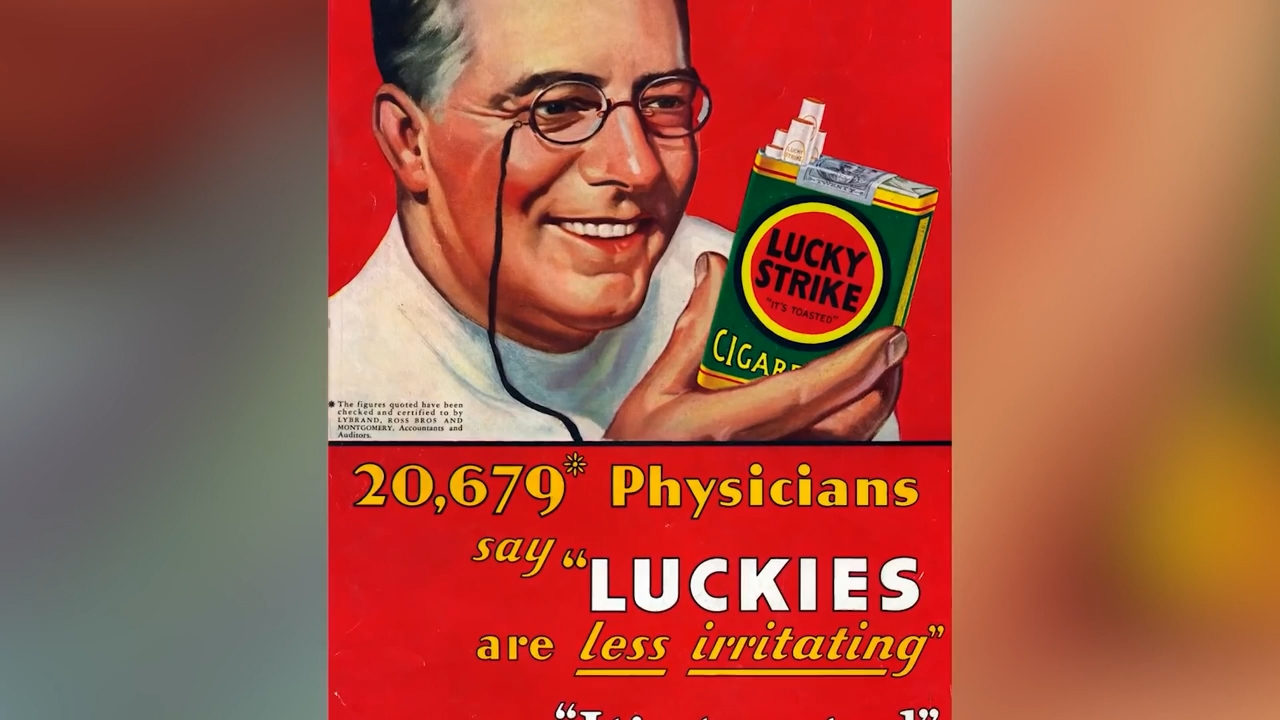 LUCKY
STRIKE
"IT'S TOASTED"
* The figures quoted have been
checked and certified to by
LYBRAND, ROSS BROS AND
MONTGOMERY, Accountants and
Auditors.
20,679* Physicians
say "LUCKIES
are less irritating"